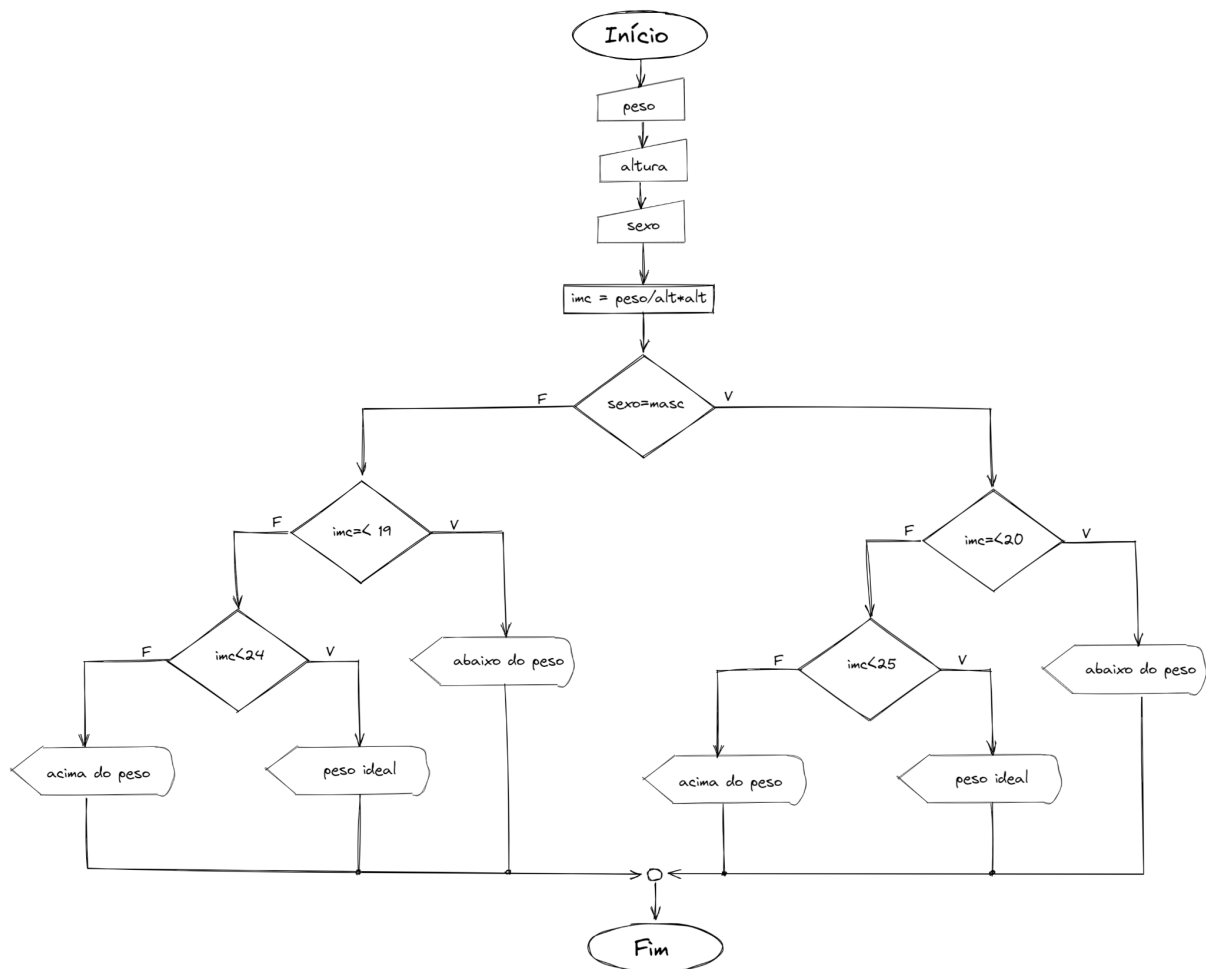 Início
peso
altura
sexo
imc = peso/alt*alt
F
sexo=masc
V
F
imc=< 19
V
F
imc=<20
V
F
imc<24
V
abaixo do peso
F
imc<25
V
abaixo do peso
acima do peso
peso ideal
acima do peso
peso ideal
Fim